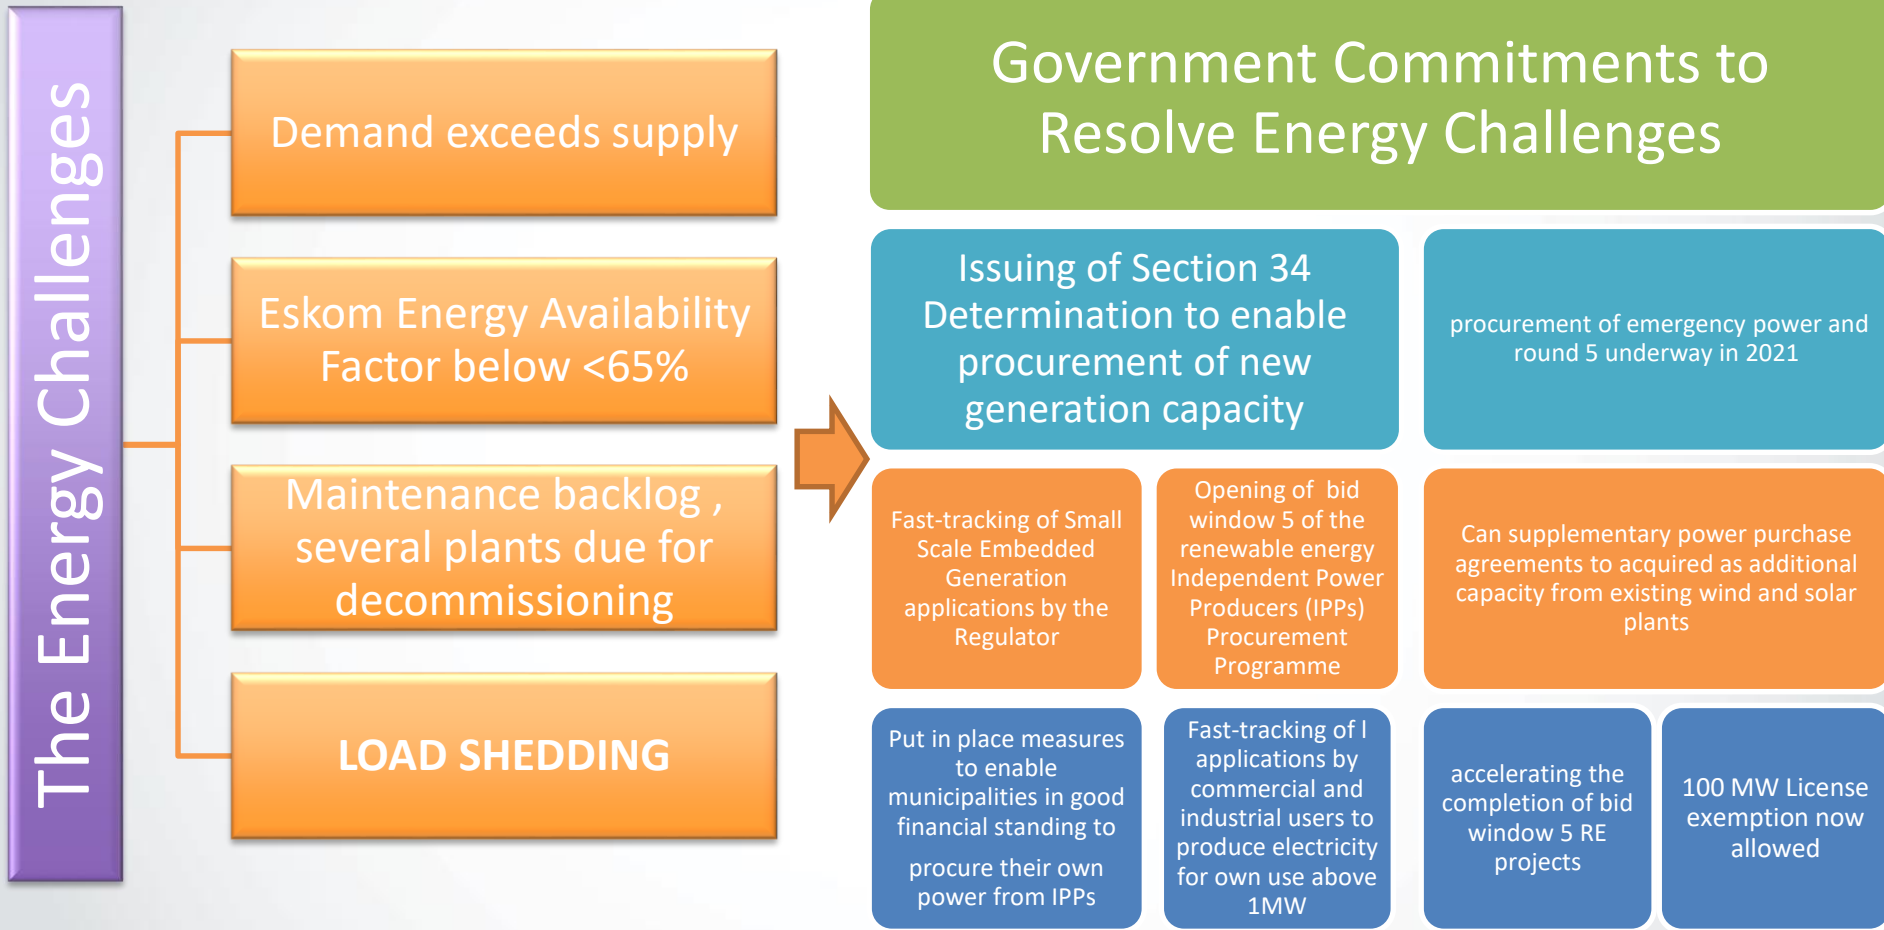 The Energy Challenges
Demand exceeds supply
Eskom Energy Availability
Factor below <65%
Maintenance backlog ,
several plants due for
decommissioning
LOAD SHEDDING
Government Commitments to
Resolve Energy Challenges
Issuing of Section 34
Determination to enable
procurement of new
generation capacity
procurement of emergency power and
round 5 underway in 2021
Fast-tracking of Small
Scale Embedded
Generation
applications by the
Regulator
Opening of bid
window 5 of the
renewable energy
Independent Power
Producers (IPPs)
Procurement
Programme
Can supplementary power purchase
agreements to acquired as additional
capacity from existing wind and solar
plants
Put in place measures
to enable
municipalities in good
financial standing to
procure their own
power from IPPs
Fast-tracking of l
applications by
commercial and
industrial users to
produce electricity
for own use above
1MW
accelerating the
completion of bid
window 5 RE
projects
100 MW License
exemption now
allowed